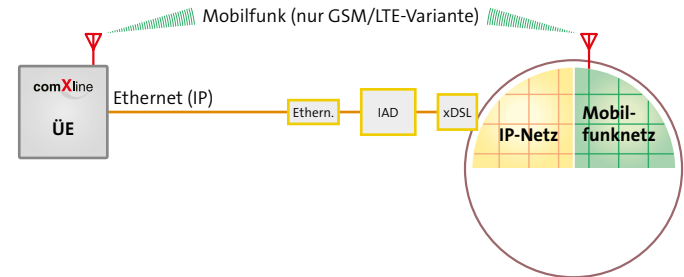 Mobilfunk (nur GSM/LTE-Variante)
comXline
ÜE
Ethernet (IP)
Ethern.
IAD
xDSL
IP-Netz
Mobil-
funknetz